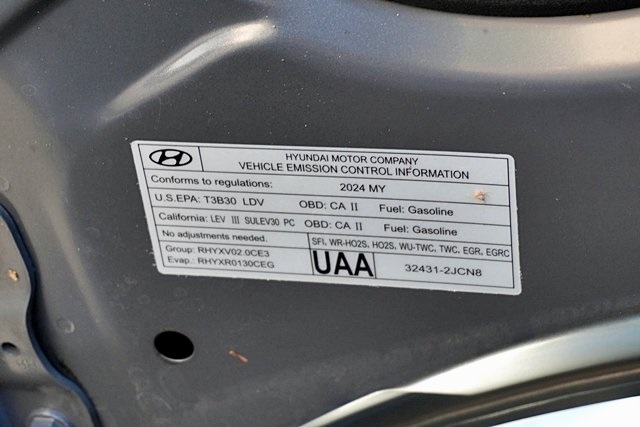 HYUNDAI MOTOR COMPANY
VEHICLE EMISSION CONTROL INFORMATION
Conforms to regulations: 2024 MY
U.S.EPA: T3B30 LDV OBD: CA II Fuel: Gasoline
California: LEV III SULEV30 PC OBD: CA II Fuel: Gasoline
No adjustments needed. SFI, WR-HO2S, HO2S, WU-TWC, TWC, EGR, EGRC
Group: RHYXV02.0CE3
Evap.: RHYXR0130CEG
UAA 32431-2JCN8